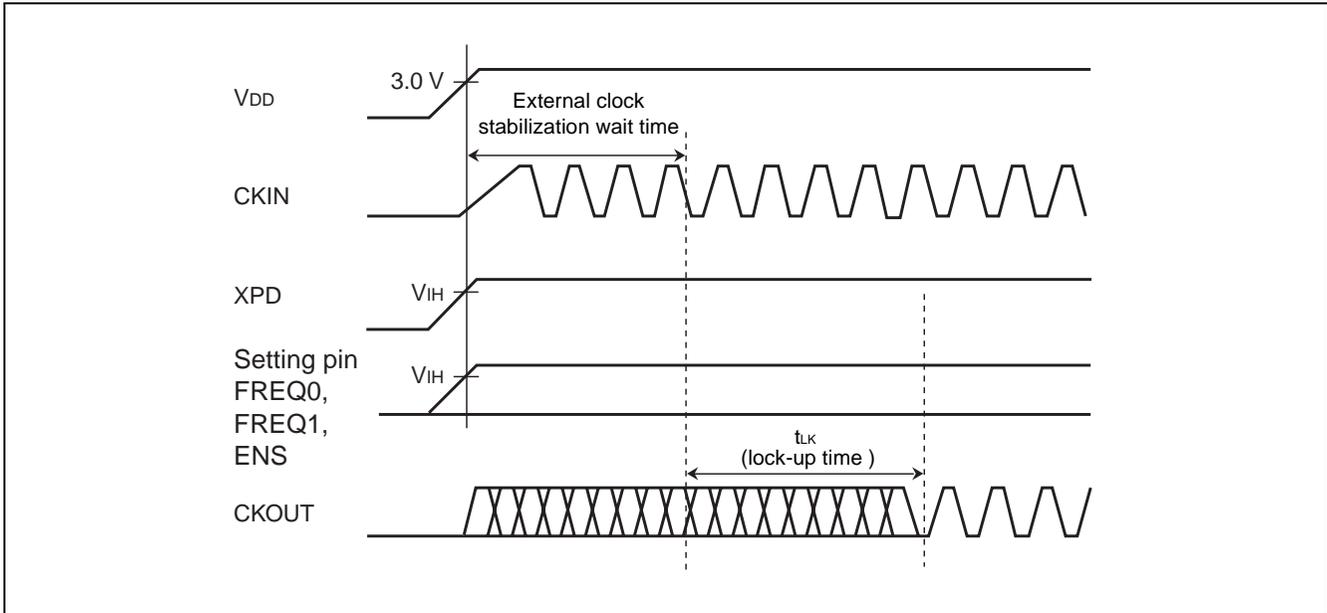 3.0 V
VDD
External clock
stabilization wait time
CKIN
XPD
VIH
Setting pin
FREQ0,
FREQ1,
ENS
VIH
tLK
(lock-up time )
CKOUT